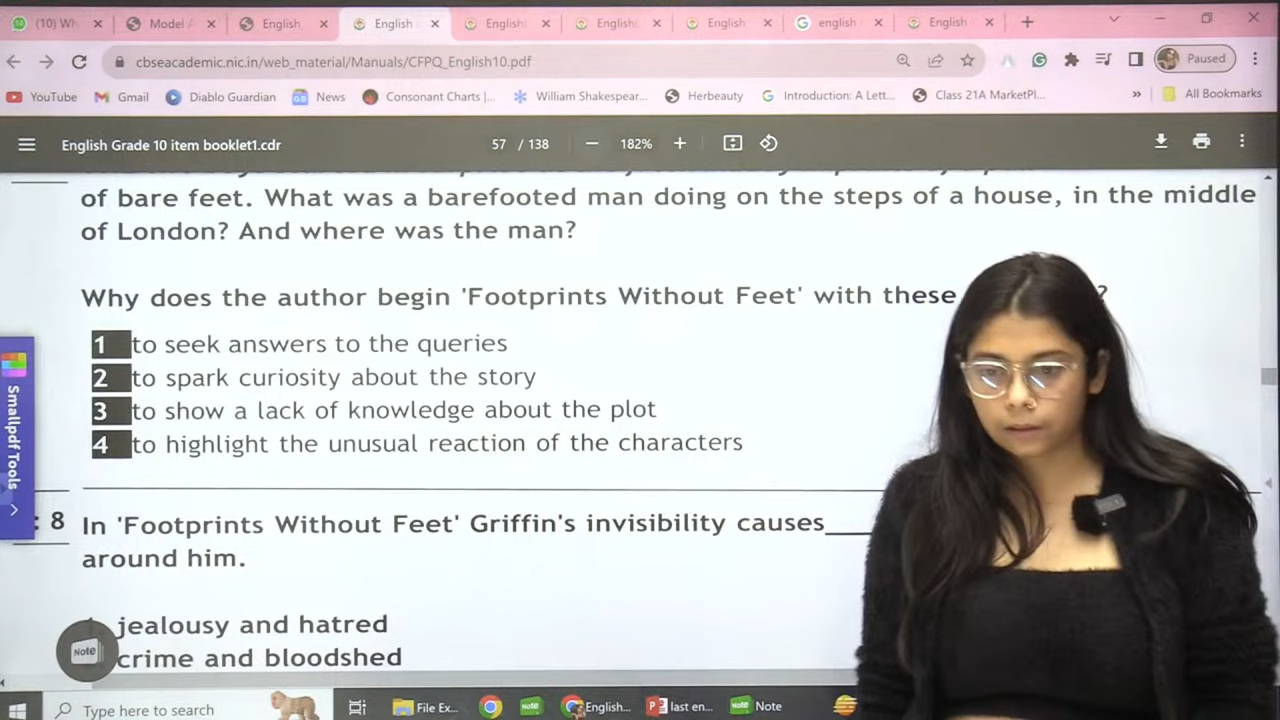 (10) Wh
Model A
English
English
English
English
English
english
English
cbseacademic.nic.in/web_material/Manuals/CFPQ_English10.pdf
Paused
YouTube
Gmail
Diablo Guardian
News
Consonant Charts |...
William Shakespear...
Herbeauty
Introduction: A Lett...
Class 21A MarketPl...
»
All Bookmarks
English Grade 10 item booklet1.cdr
57 / 138
182%
of bare feet. What was a barefooted man doing on the steps of a house, in the middle
of London? And where was the man?
Why does the author begin 'Footprints Without Feet' with these ?
1 to seek answers to the queries
2 to spark curiosity about the story
3 to show a lack of knowledge about the plot
4 to highlight the unusual reaction of the characters
Smallpdf Tools
: 8 In 'Footprints Without Feet' Griffin's invisibility causes____
around him.
jealousy and hatred
crime and bloodshed
Note
Type here to search
File Ex...
Note
English...
last en...
Note